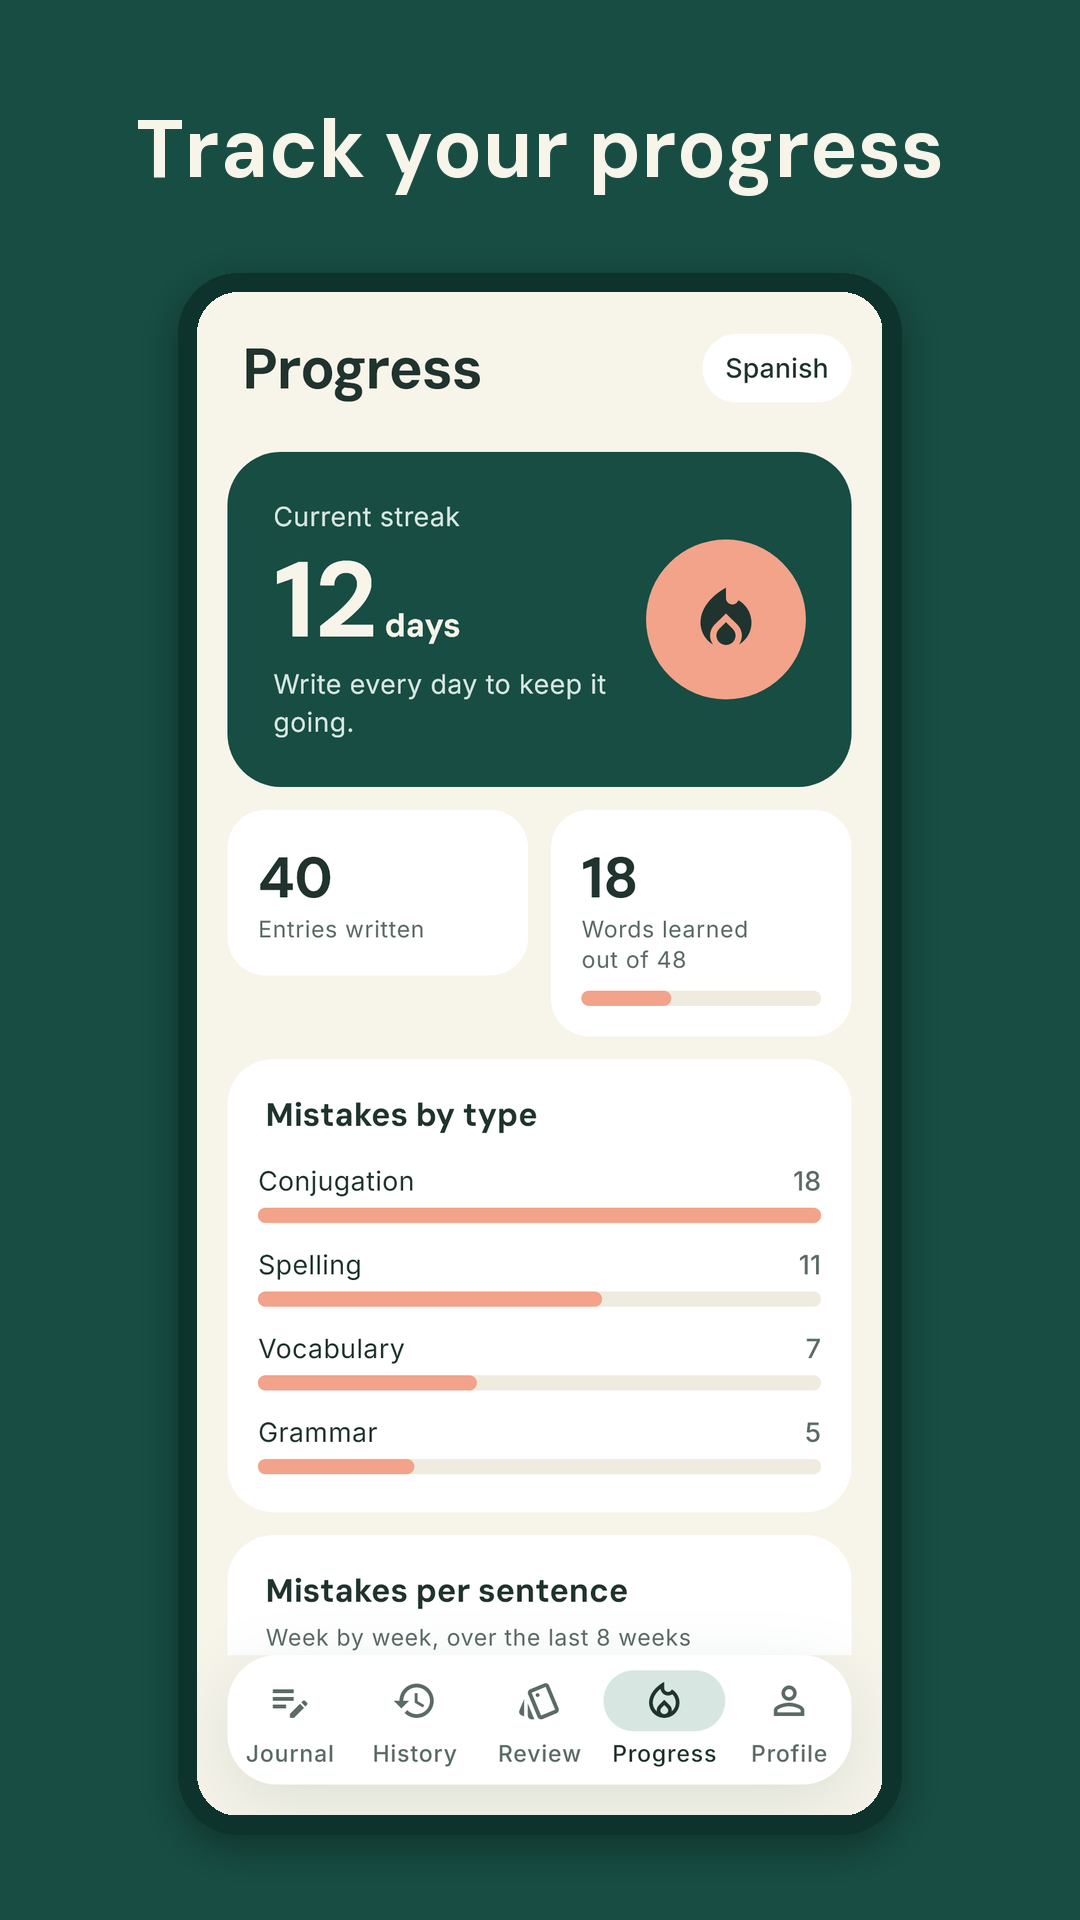 Track your progress
Progress
Spanish
Current streak
12 days
Write every day to keep it
going.
40
Entries written
18
Words learned
out of 48
Mistakes by type
Conjugation 18
Spelling 11
Vocabulary 7
Grammar 5
Mistakes per sentence
Week by week, over the last 8 weeks
Journal History Review Progress Profile